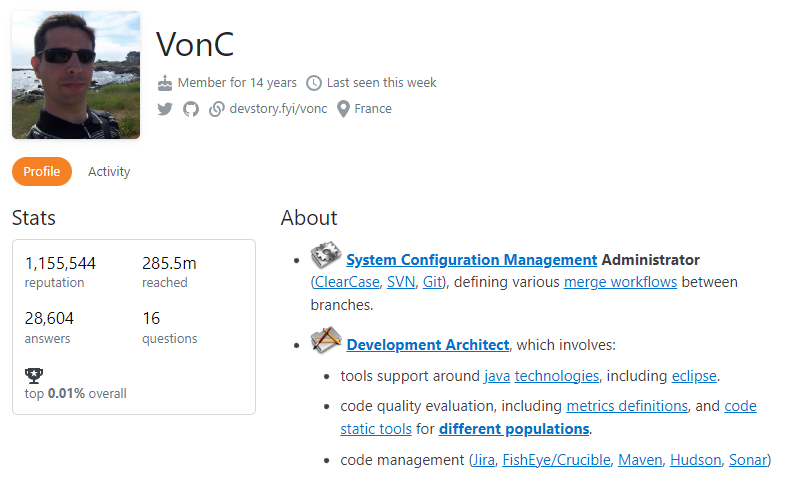 VonC
Member for 14 years Last seen this week
devstory.fyi/vonc France
Profile Activity
Stats
1,155,544 285.5m
reputation reached
28,604 16
answers questions
top 0.01% overall
About
System Configuration Management Administrator
(ClearCase, SVN, Git), defining various merge workflows between
branches.
Development Architect, which involves:
tools support around java technologies, including eclipse.
code quality evaluation, including metrics definitions, and code
static tools for different populations.
code management (Jira, FishEye/Crucible, Maven, Hudson, Sonar)